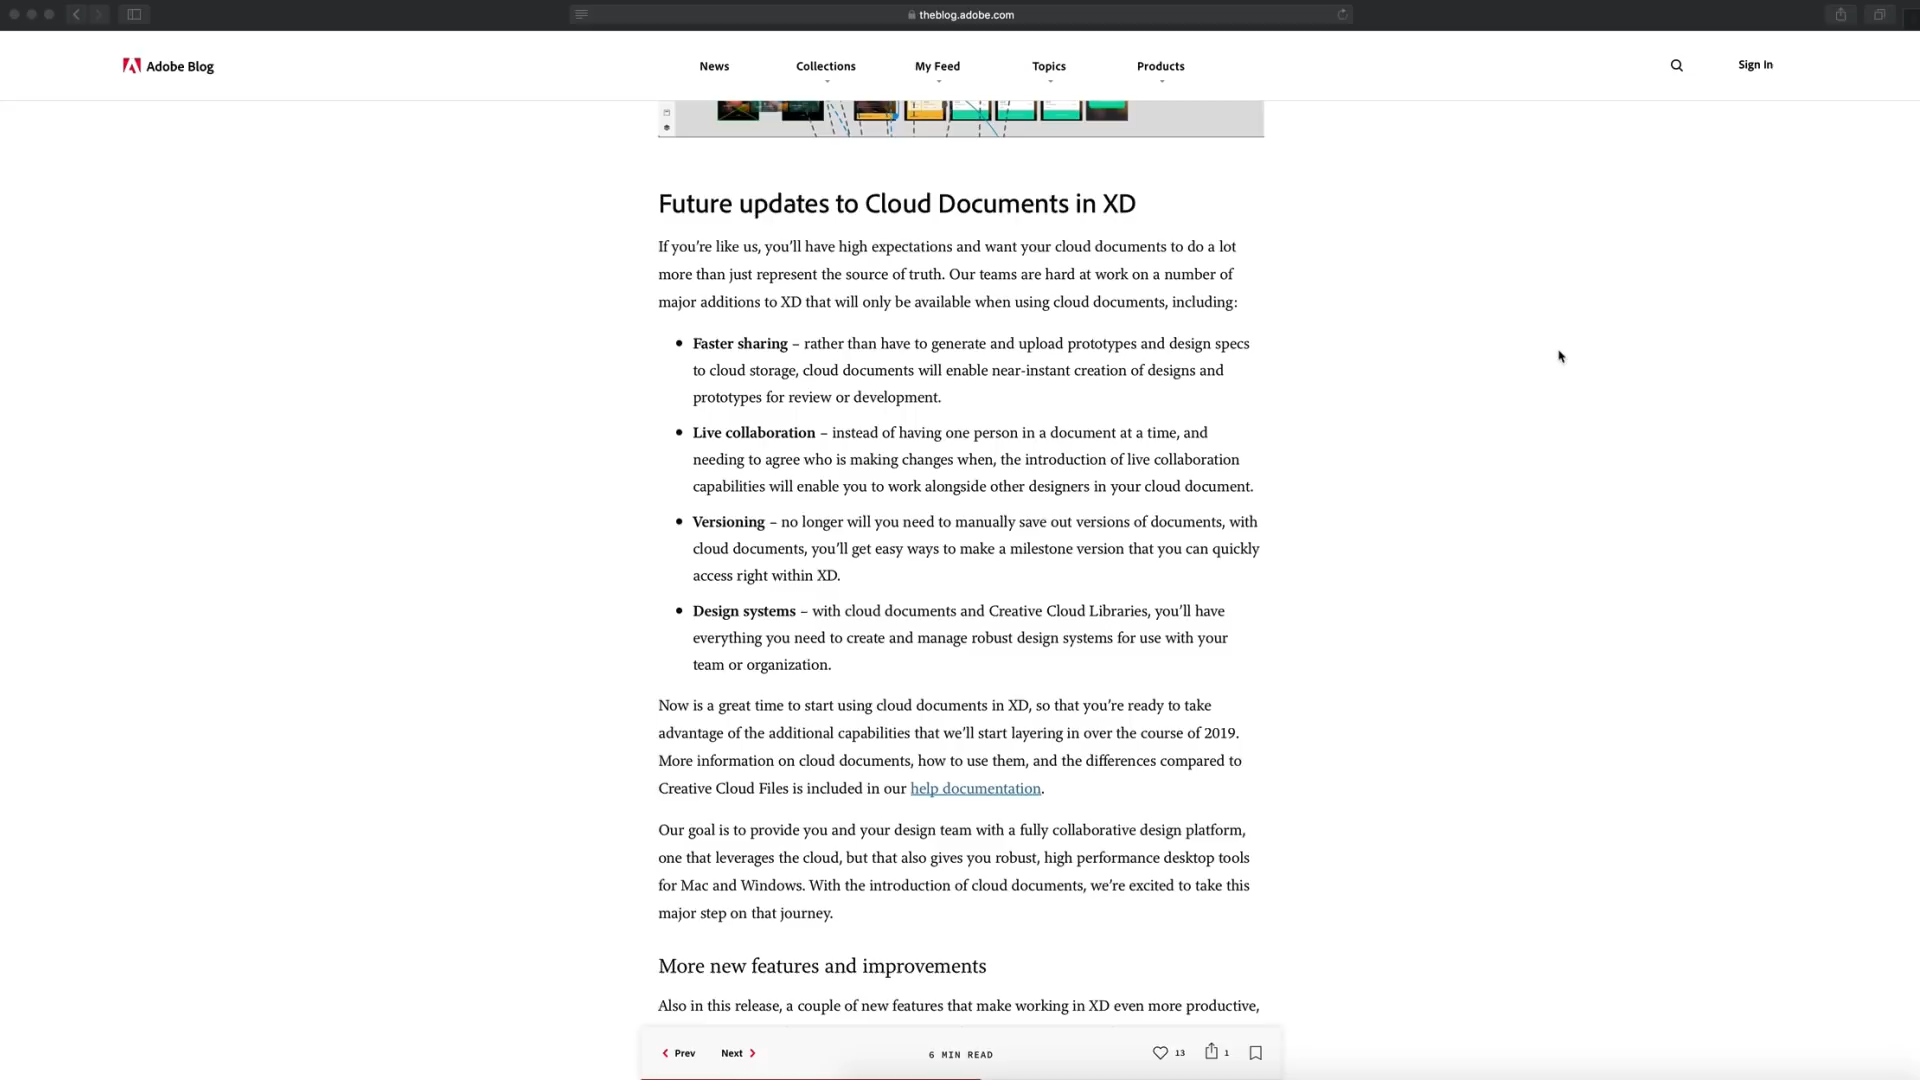 theblog.adobe.com
Adobe Blog
News
Collections
My Feed
Topics
Products
Sign In
Future updates to Cloud Documents in XD
If you’re like us, you’ll have high expectations and want your cloud documents to do a lot
more than just represent the source of truth. Our teams are hard at work on a number of
major additions to XD that will only be available when using cloud documents, including:
• Faster sharing – rather than have to generate and upload prototypes and design specs
to cloud storage, cloud documents will enable near-instant creation of designs and
prototypes for review or development.
• Live collaboration – instead of having one person in a document at a time, and
needing to agree who is making changes when, the introduction of live collaboration
capabilities will enable you to work alongside other designers in your cloud document.
• Versioning – no longer will you need to manually save out versions of documents, with
cloud documents, you’ll get easy ways to make a milestone version that you can quickly
access right within XD.
• Design systems – with cloud documents and Creative Cloud Libraries, you’ll have
everything you need to create and manage robust design systems for use with your
team or organization.
Now is a great time to start using cloud documents in XD, so that you’re ready to take
advantage of the additional capabilities that we’ll start layering in over the course of 2019.
More information on cloud documents, how to use them, and the differences compared to
Creative Cloud Files is included in our help documentation.
Our goal is to provide you and your design team with a fully collaborative design platform,
one that leverages the cloud, but that also gives you robust, high performance desktop tools
for Mac and Windows. With the introduction of cloud documents, we’re excited to take this
major step on that journey.
More new features and improvements
Also in this release, a couple of new features that make working in XD even more productive,
Prev
Next
6 MIN READ
13
1